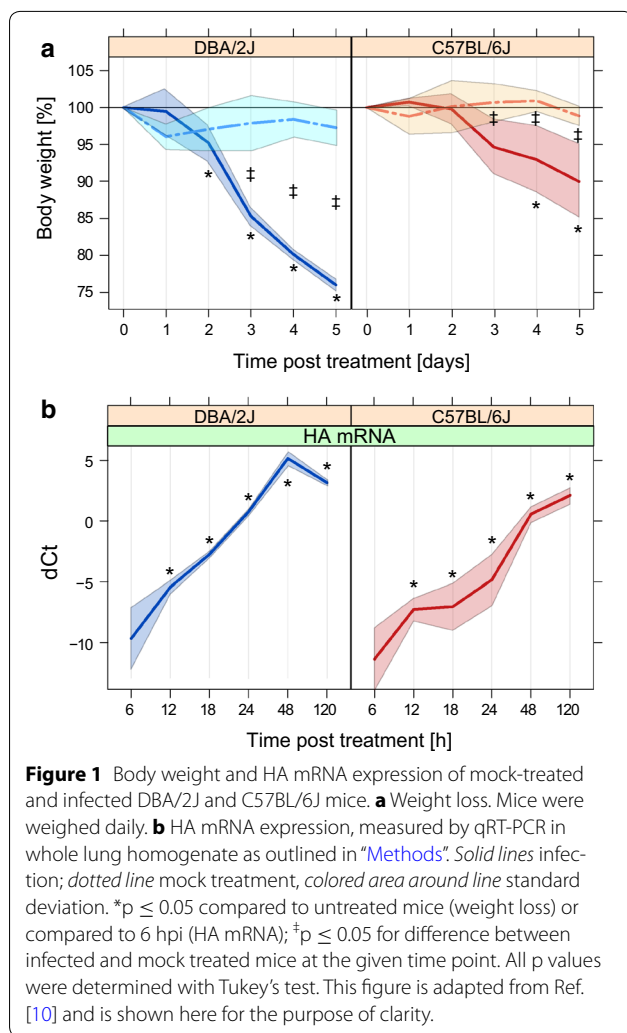 a
DBA/2J C57BL/6J
Body weight [%]
105
100
95
90
85
80
75
* ‡ * ‡ * ‡ * ‡ ‡ * ‡ *
0 1 2 3 4 5 0 1 2 3 4 5
Time post treatment [days]
b
DBA/2J C57BL/6J
HA mRNA
dCt
5
0
−5
−10
* * * * * * * * * *
6 12 18 24 48 120 6 12 18 24 48 120
Time post treatment [h]
Figure 1 Body weight and HA mRNA expression of mock-treated
and infected DBA/2J and C57BL/6J mice. a Weight loss. Mice were
weighed daily. b HA mRNA expression, measured by qRT-PCR in
whole lung homogenate as outlined in “Methods”. Solid lines infec-
tion; dotted line mock treatment, colored area around line standard
deviation. *p ≤ 0.05 compared to untreated mice (weight loss) or
compared to 6 hpi (HA mRNA); ‡p ≤ 0.05 for difference between
infected and mock treated mice at the given time point. All p values
were determined with Tukey’s test. This figure is adapted from Ref.
[10] and is shown here for the purpose of clarity.